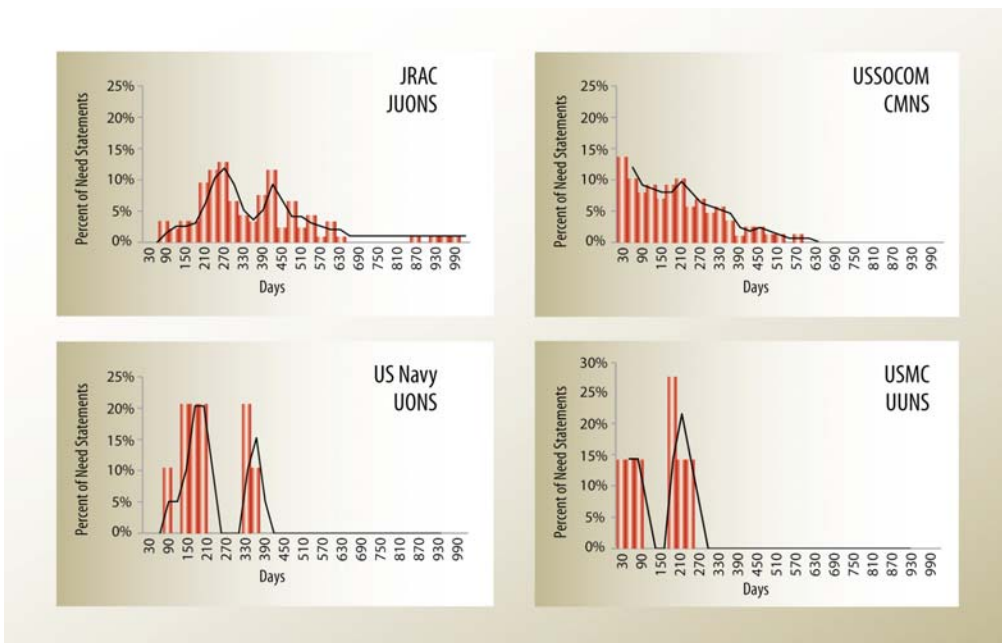 JRAC
JUONS
Percent of Need Statements
25%
20%
15%
10%
5%
0%
30 90 150 210 270 330 390 450 510 570 630 690 750 810 870 930 990
Days
USSOCOM
CMNS
Percent of Need Statements
25%
20%
15%
10%
5%
0%
30 90 150 210 270 330 390 450 510 570 630 690 750 810 870 930 990
Days
US Navy
UONS
Percent of Need Statements
25%
20%
15%
10%
5%
0%
30 90 150 210 270 330 390 450 510 570 630 690 750 810 870 930 990
Days
USMC
UUNS
Percent of Need Statements
30%
25%
20%
15%
10%
5%
0%
30 90 150 210 270 330 390 450 510 570 630 690 750 810 870 930 990
Days